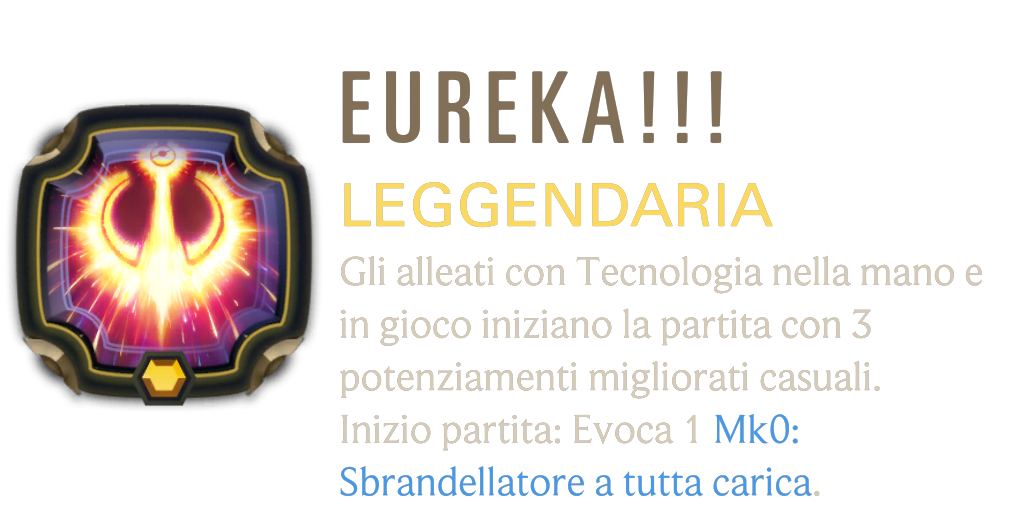 EUREKA!!!
LEGGENDARIA
Gli alleati con Tecnologia nella mano e
in gioco iniziano la partita con 3
potenziamenti migliorati casuali.
Inizio partita: Evoca 1 Mk0:
Sbrandellatore a tutta carica.